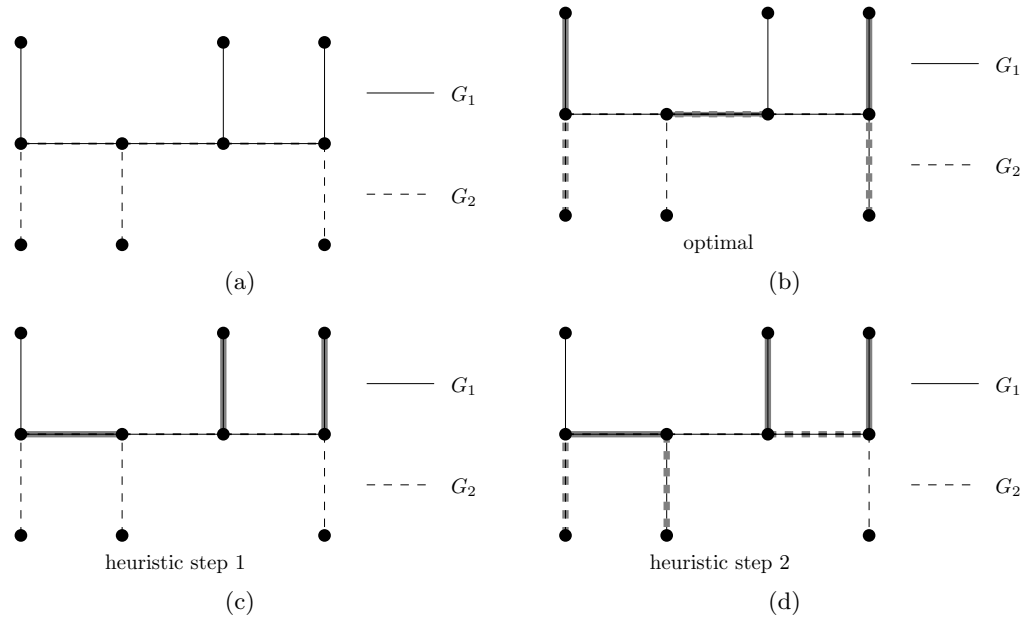 G₁
G₂
(a)
G₁
G₂
optimal
(b)
G₁
G₂
heuristic step 1
(c)
G₁
G₂
heuristic step 2
(d)